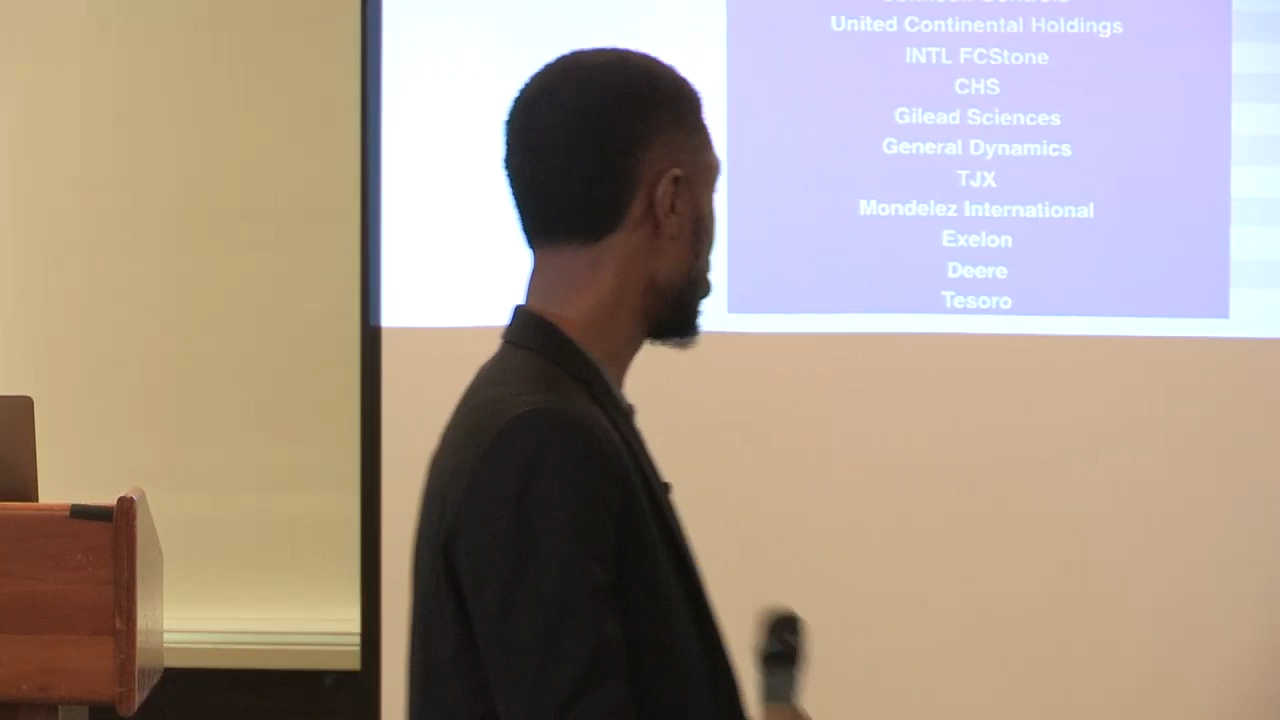 United Continental Holdings
INTL FCStone
CHS
Gilead Sciences
General Dynamics
TJX
Mondelez International
Exelon
Deere
Tesoro